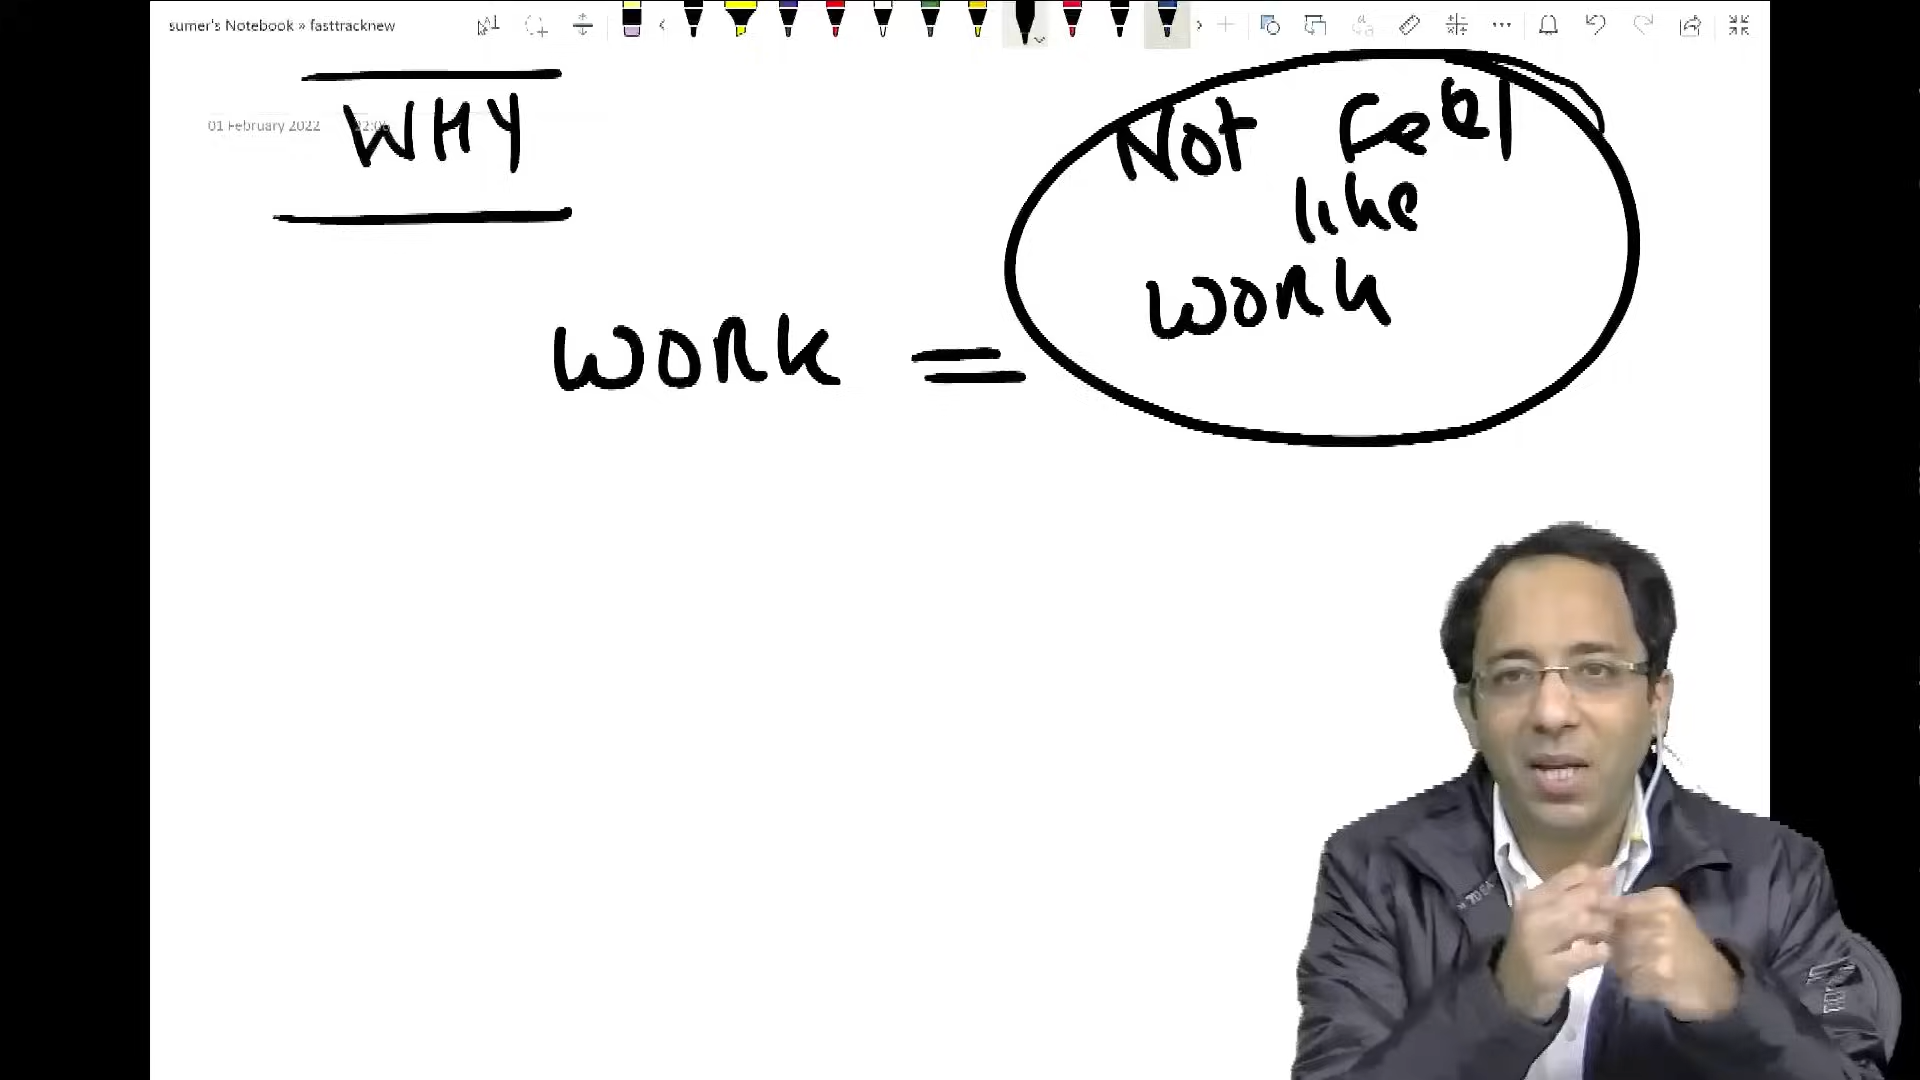 sumer's Notebook » fasttracknew
01 February 2022
WHY
Not Feel
like
WORK
WORK =